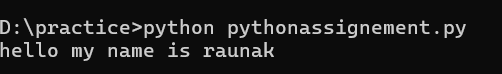 D:\practice>python pythonassignement.py
hello my name is raunak